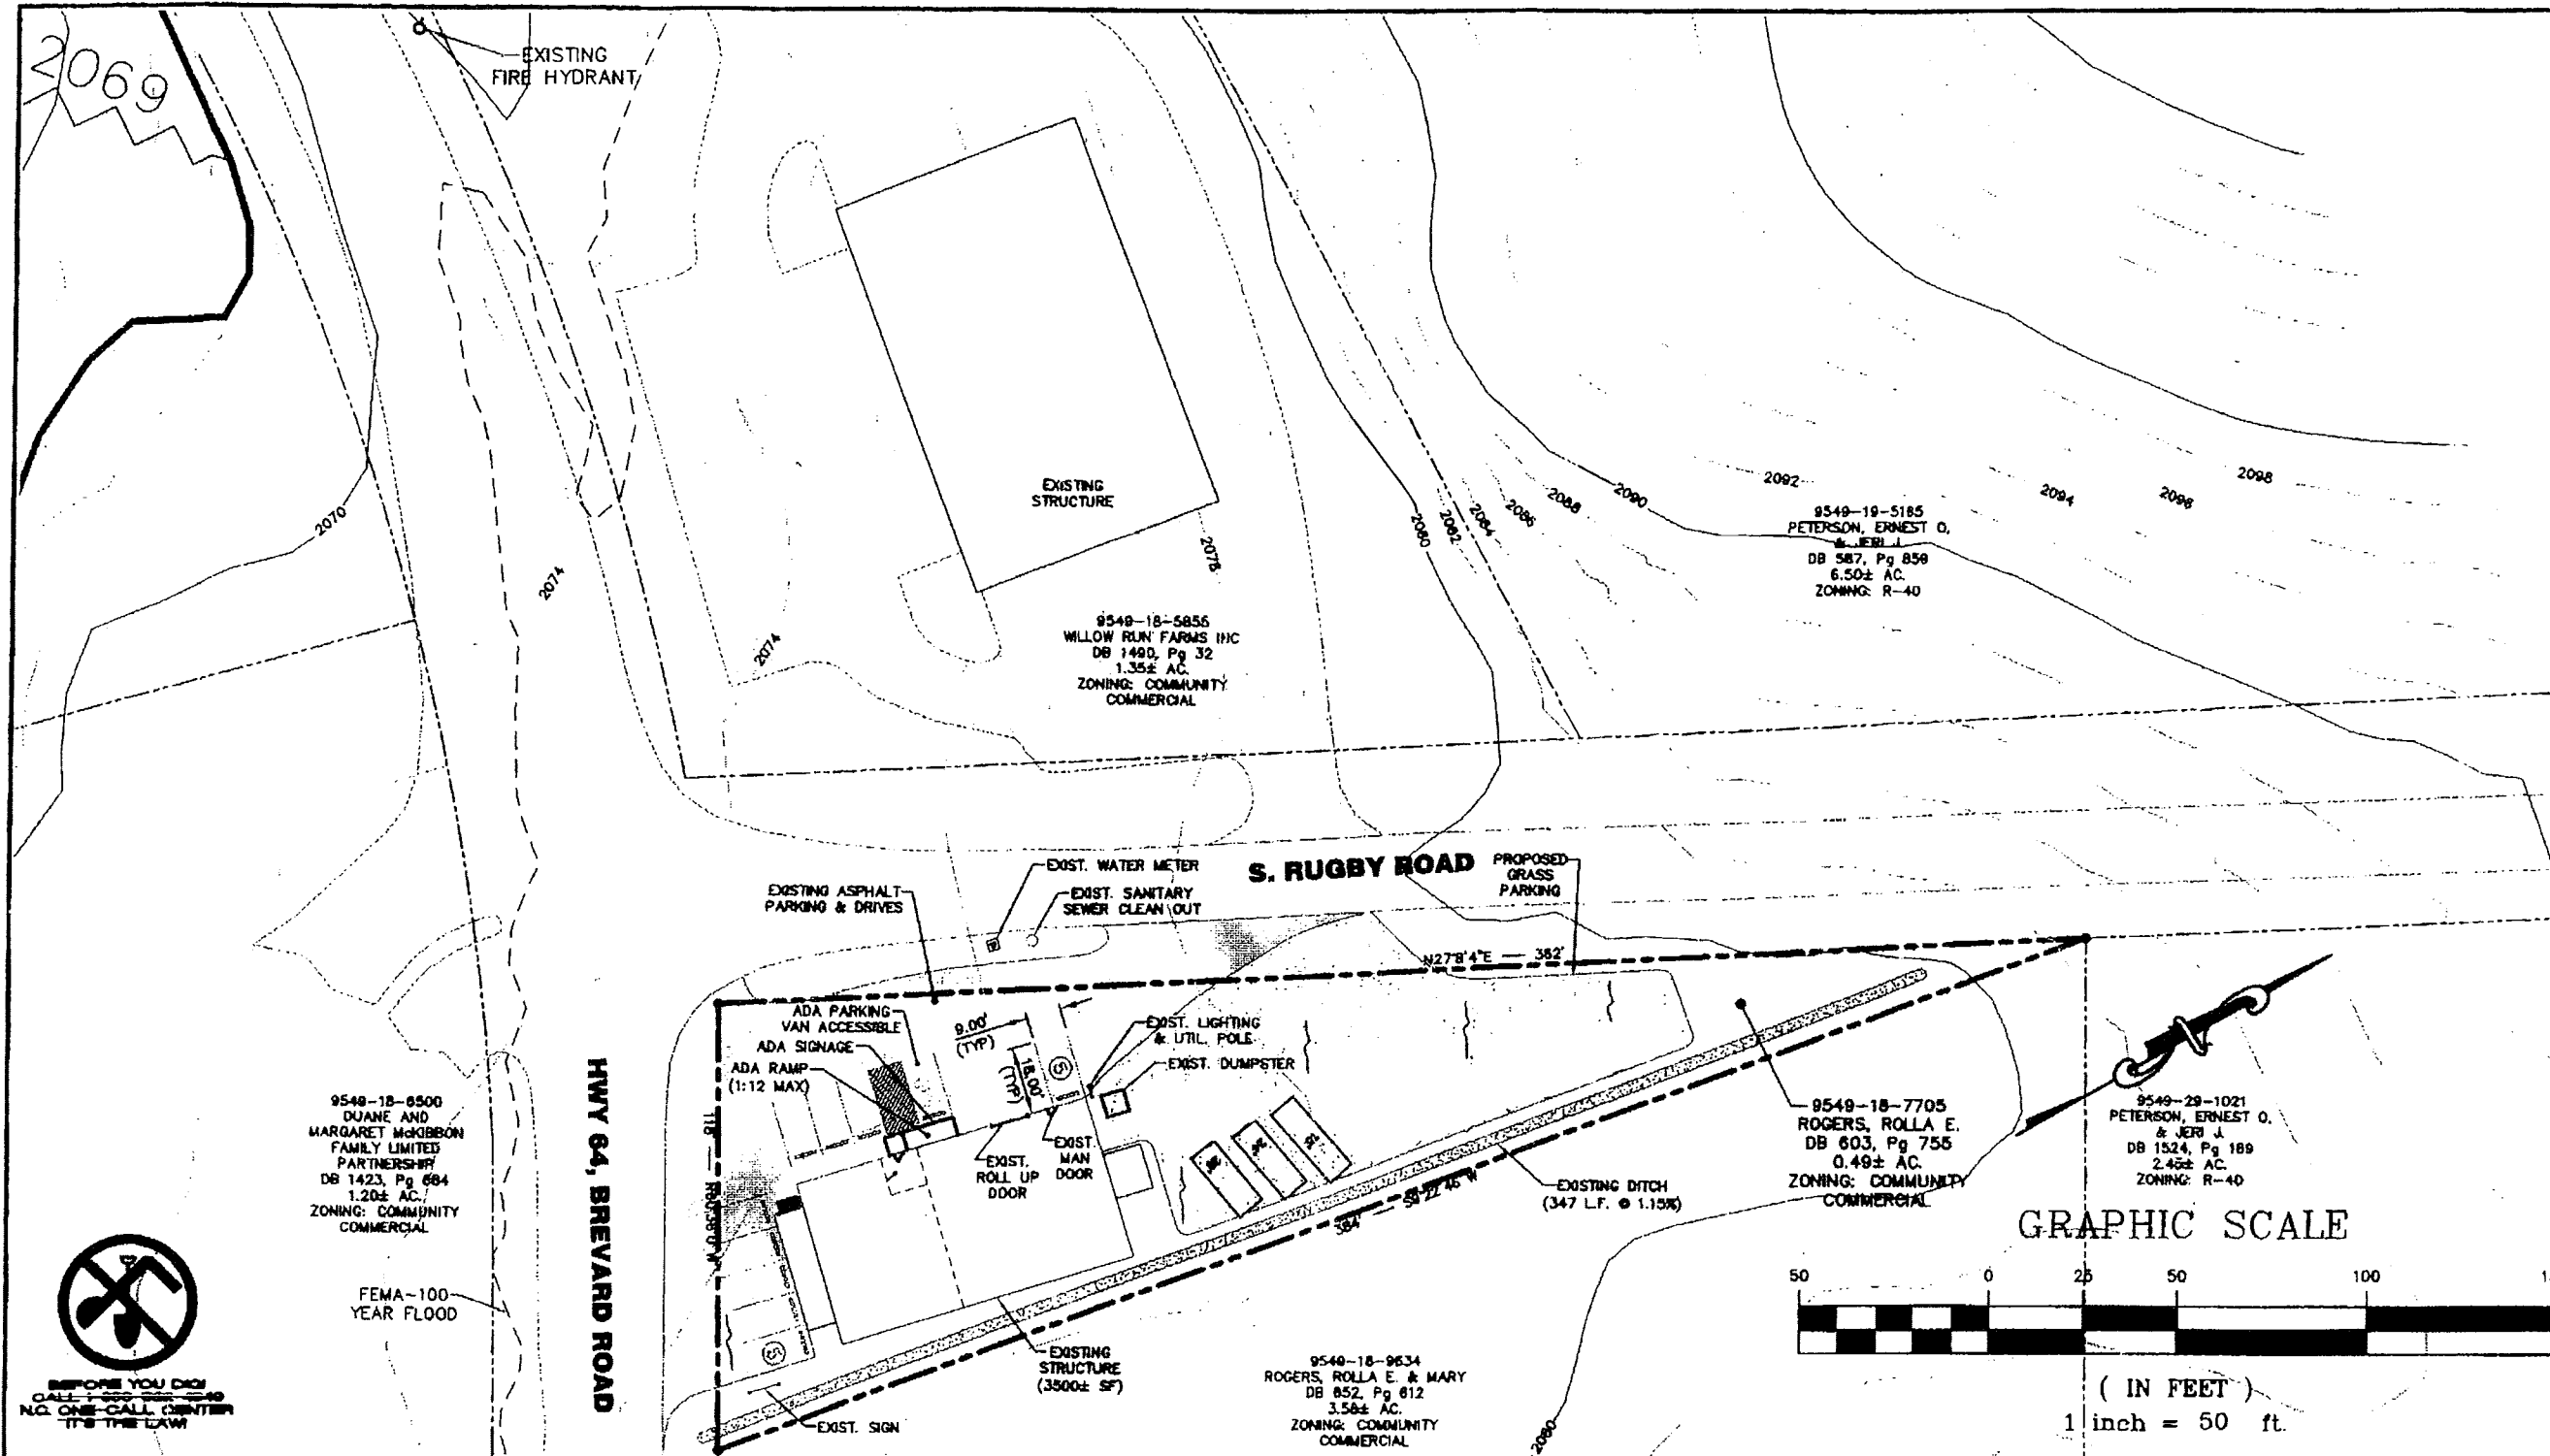 2069
EXISTING
FIRE HYDRANT
2070
2074
2074
EXISTING
STRUCTURE
2078
2080
2082
2084
2086
2088
2090
2092
2094
2096
2098
9549-19-5185
PETERSON, ERNEST O.
& JERI J.
DB 587, Pg 859
6.50± AC.
ZONING: R-40
9549-18-5855
WILLOW RUN FARMS INC
DB 1490, Pg 32
1.35± AC.
ZONING: COMMUNITY
COMMERCIAL
EXIST. WATER METER
S. RUGBY ROAD
PROPOSED
GRASS
PARKING
EXISTING ASPHALT
PARKING & DRIVES
EXIST. SANITARY
SEWER CLEAN OUT
N27°8'4"E — 382'
ADA PARKING
VAN ACCESSIBLE
ADA SIGNAGE
ADA RAMP
(1:12 MAX)
9.00'
(TYP)
18.00'
(TYP)
5
EXIST. LIGHTING
& UTIL. POLE
EXIST. DUMPSTER
EXIST.
ROLL UP
DOOR
EXIST.
MAN
DOOR
HWY 64, BREVARD ROAD
118'
9549-18-6500
DUANE AND
MARGARET McKIBBON
FAMILY LIMITED
PARTNERSHIP
DB 1423, Pg 684
1.20± AC.
ZONING: COMMUNITY
COMMERCIAL
FEMA-100
YEAR FLOOD
BEFORE YOU DIG!
N.C. ONE-CALL CENTER
IT'S THE LAW!
5
EXISTING
STRUCTURE
(3500± SF)
EXIST. SIGN
384'
EXISTING DITCH
(347 L.F. @ 1.15%)
9549-18-7705
ROGERS, ROLLA E.
DB 603, Pg 755
0.49± AC.
ZONING: COMMUNITY
COMMERCIAL
9549-29-1021
PETERSON, ERNEST O.
& JERI J.
DB 1524, Pg 189
2.45± AC.
ZONING: R-40
9549-18-9634
ROGERS, ROLLA E. & MARY
DB 852, Pg 612
3.58± AC.
ZONING: COMMUNITY
COMMERCIAL
2080
GRAPHIC SCALE
50 0 25 50 100
( IN FEET )
1 inch = 50 ft.